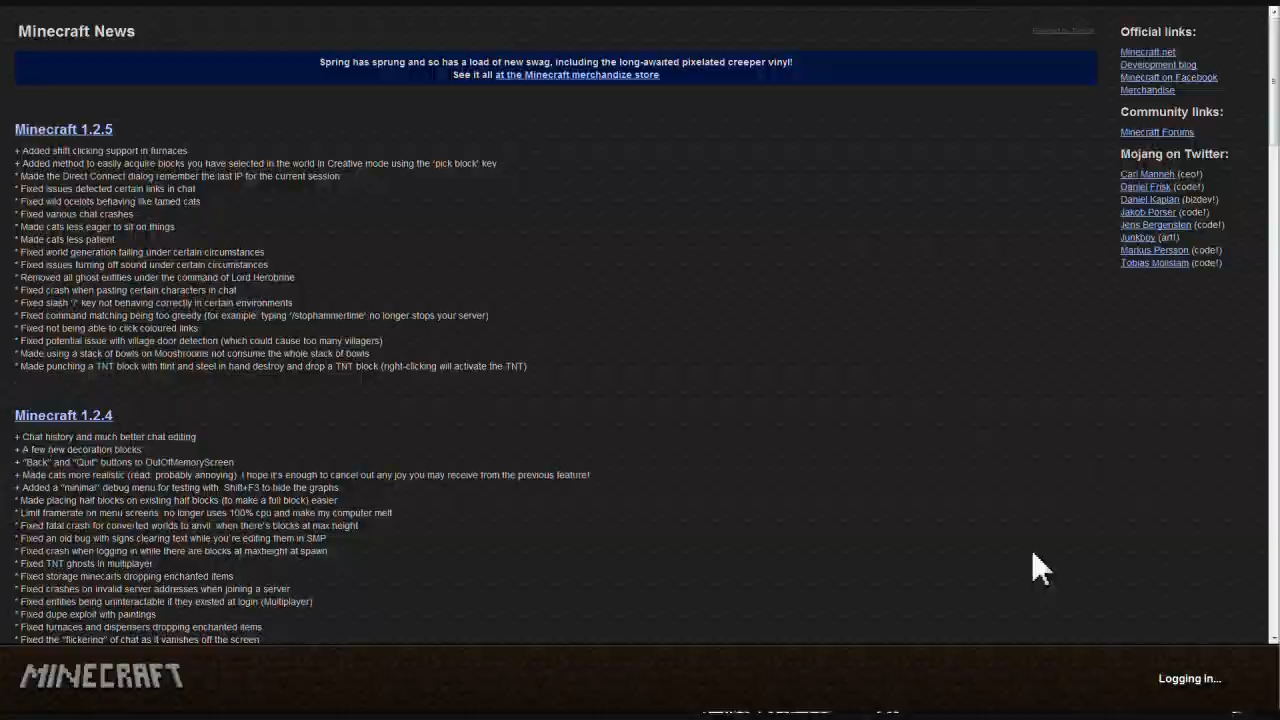 Minecraft News
Powered by Tumblr
Spring has sprung and so has a load of new swag, including the long-awaited pixelated creeper vinyl!
See it all at the Minecraft merchandize store
Minecraft 1.2.5
+ Added shift clicking support in furnaces
+ Added method to easily acquire blocks you have selected in the world in Creative mode using the 'pick block' key
* Made the Direct Connect dialog remember the last IP for the current session
* Fixed issues detected certain links in chat
* Fixed wild ocelots behaving like tamed cats
* Fixed various chat crashes
* Made cats less eager to sit on things
* Made cats less patient
* Fixed world generation failing under certain circumstances
* Fixed issues turning off sound under certain circumstances
* Removed all ghost entities under the command of Lord Herobrine
* Fixed crash when pasting certain characters in chat
* Fixed slash '/' key not behaving correctly in certain environments
* Fixed command matching being too greedy (for example, typing '/stophammertime' no longer stops your server)
* Fixed not being able to click coloured links
* Fixed potential issue with village door detection (which could cause too many villagers)
* Made using a stack of bowls on Mooshrooms not consume the whole stack of bowls
* Made punching a TNT block with flint and steel in hand destroy and drop a TNT block (right-clicking will activate the TNT)
Minecraft 1.2.4
+ Chat history and much better chat editing
+ A few new decoration blocks
+ "Back" and "Quit" buttons to OutOfMemoryScreen
+ Made cats more realistic (read: probably annoying). I hope it's enough to cancel out any joy you may receive from the previous feature!
+ Added a "minimal" debug menu for testing with. Shift+F3 to hide the graphs
* Made placing half blocks on existing half blocks (to make a full block) easier
* Limit framerate on menu screens, no longer uses 100% cpu and make my computer melt
* Fixed fatal crash for converted worlds to anvil, when there's blocks at max height
* Fixed an old bug with signs clearing text while you're editing them in SMP
* Fixed crash when logging in while there are blocks at maxheight at spawn
* Fixed TNT ghosts in multiplayer
* Fixed storage minecarts dropping enchanted items
* Fixed crashes on invalid server addresses when joining a server
* Fixed entities being uninteractable if they existed at login (Multiplayer)
* Fixed dupe exploit with paintings
* Fixed furnaces and dispensers dropping enchanted items.
* Fixed the "flickering" of chat as it vanishes off the screen
Official links:
Minecraft.net
Development blog
Minecraft on Facebook
Merchandise
Community links:
Minecraft Forums
Mojang on Twitter:
Carl Manneh (ceo!)
Daniel Frisk (code!)
Daniel Kaplan (bizdev!)
Jakob Porser (code!)
Jens Bergensten (code!)
Junkboy (art!)
Markus Persson (code!)
Tobias Mollstam (code!)
MINECRAFT
Logging in...